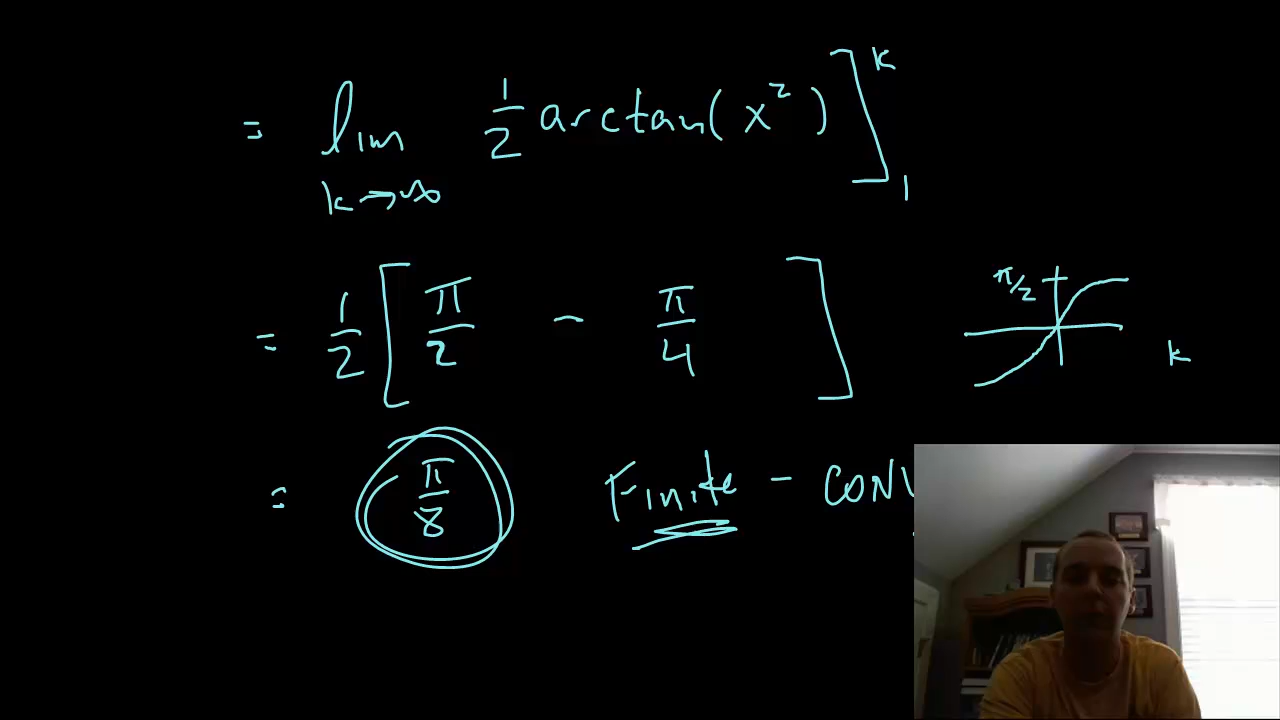 = lim k→∞ 1/2 arctan(x²) ]₁ᵏ
= 1/2 [ π/2 - π/4 ]
π/2
k
= π/8 Finite - CONV